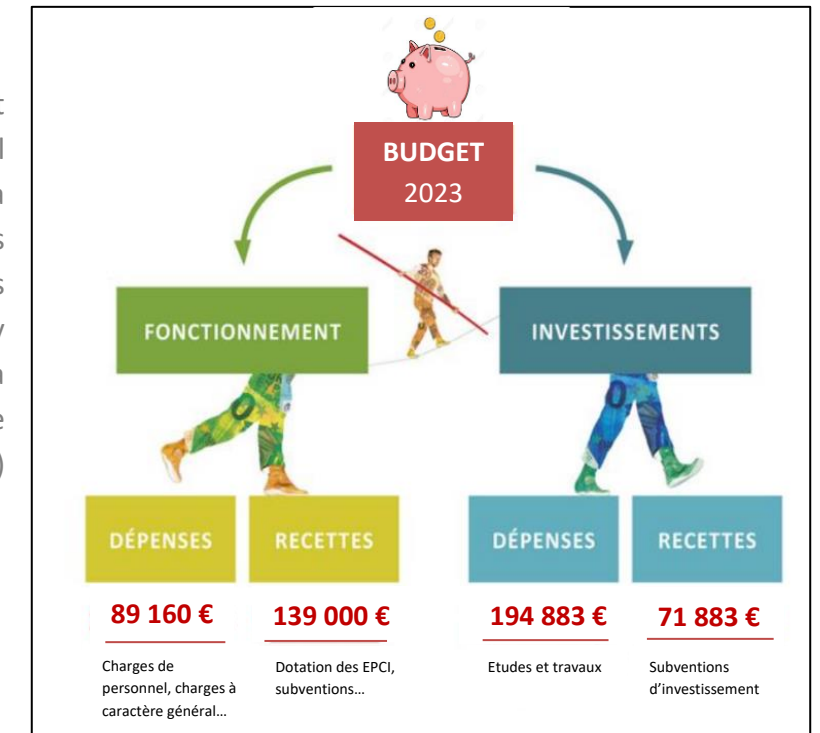 BUDGET
2023
FONCTIONNEMENT
INVESTISSEMENTS
DÉPENSES
RECETTES
DÉPENSES
RECETTES
89 160 €
139 000 €
194 883 €
71 883 €
Charges de
personnel, charges à
caractère général…
Dotation des EPCI,
subventions…
Etudes et travaux
Subventions
d’investissement